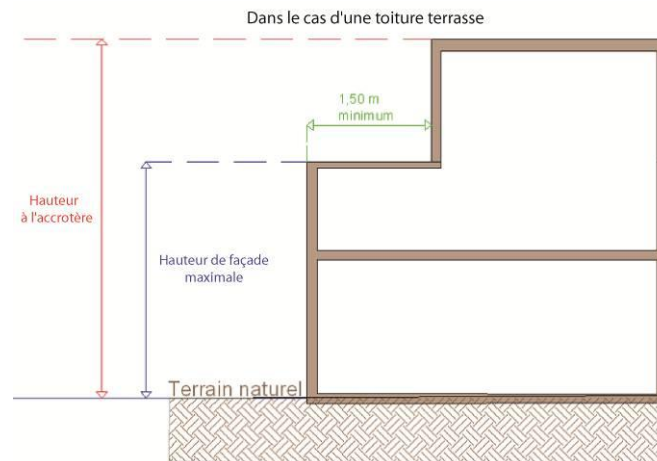 Dans le cas d'une toiture terrasse
1,50 m
minimum
Hauteur
à l'accrotère
Hauteur de façade
maximale
Terrain naturel